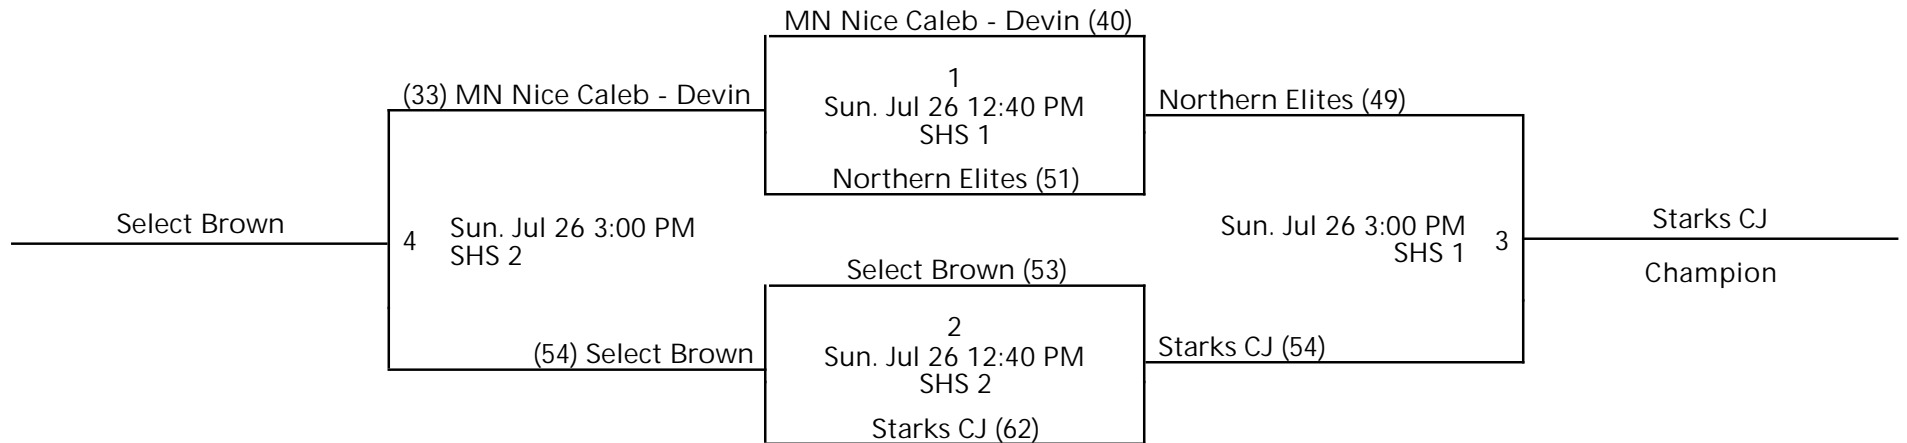 MN Nice Caleb - Devin (40)
1
Sun. Jul 26 12:40 PM
SHS 1
Northern Elites (51)
(33) MN Nice Caleb - Devin
Northern Elites (49)
Select Brown
4
Sun. Jul 26 3:00 PM
SHS 2
Sun. Jul 26 3:00 PM
SHS 1
3
Starks CJ
Champion
Select Brown (53)
2
Sun. Jul 26 12:40 PM
SHS 2
Starks CJ (62)
(54) Select Brown
Starks CJ (54)